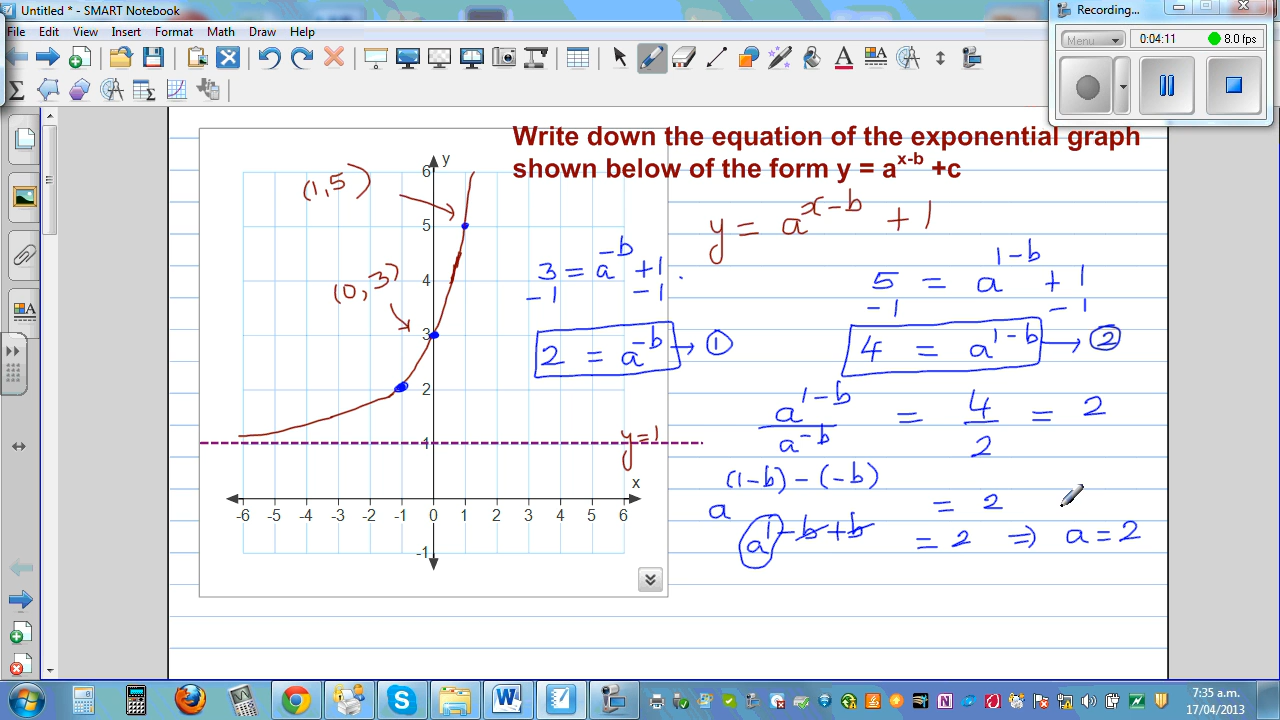 Untitled * - SMART Notebook
File Edit View Insert Format Math Draw Help
Recording...
Menu 0:04:11 8.0 fps
Write down the equation of the exponential graph
shown below of the form y = a^(x-b) +c
y
6
5
4
3
2
1
-1
x
-6 -5 -4 -3 -2 -1 0 1 2 3 4 5 6
(1,5)
(0,3)
y=1
y = a^(x-b) + 1
3 = a^(-b) + 1 .
-1 -1
2 = a^(-b) → ①
5 = a^(1-b) + 1
-1 -1
4 = a^(1-b) → ②
a^(1-b) / a^(-b) = 4/2 = 2
a^((1-b)-(-b)) = 2
a^(1-b+b) = 2 ⇒ a = 2
7:35 a.m.
17/04/2013